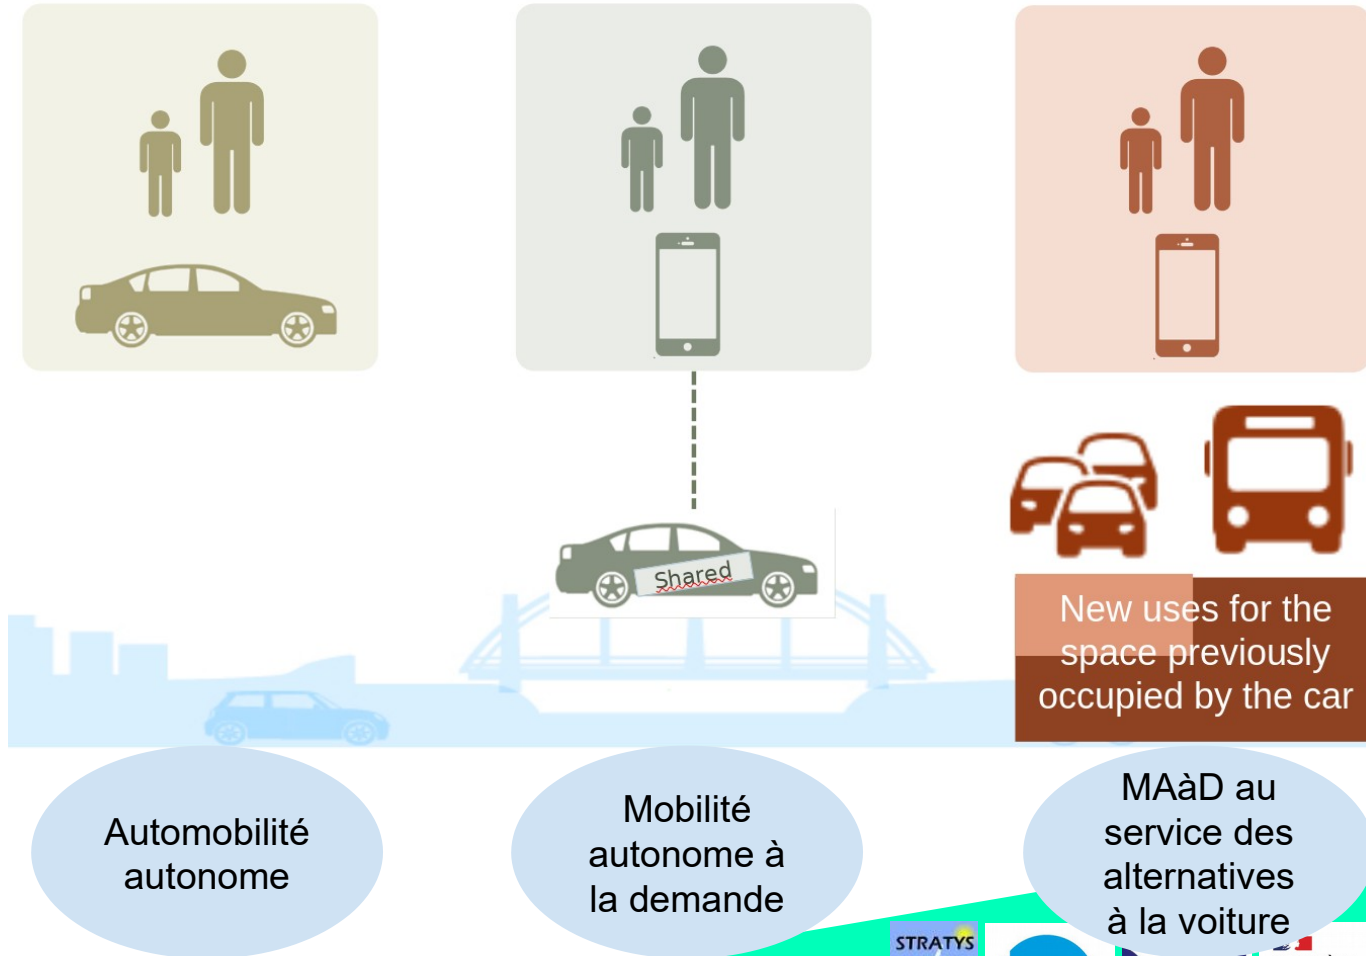 Shared
New uses for the
space previously
occupied by the car
Automobilité
autonome
Mobilité
autonome à
la demande
MAàD au
service des
alternatives
à la voiture
STRATYS